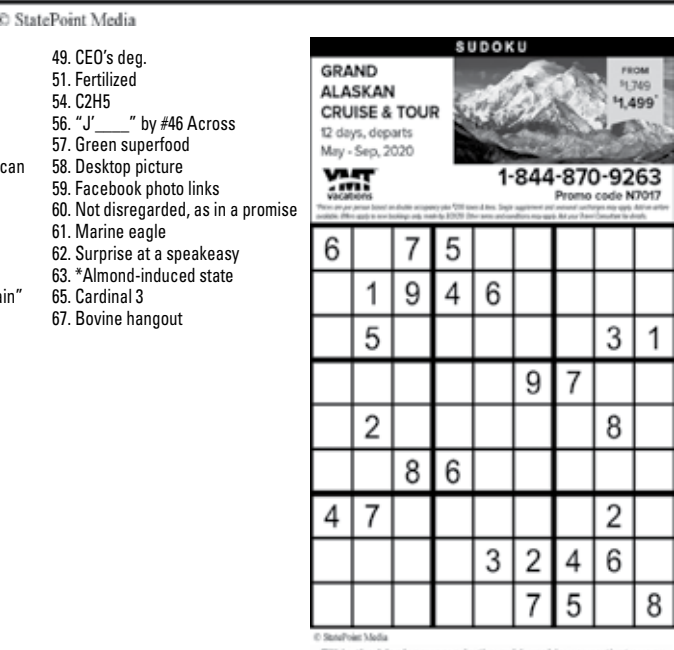 © StatePoint Media
49. CEO’s deg.
51. Fertilized
54. C2H5
56. “J’____” by #46 Across
57. Green superfood
can
58. Desktop picture
59. Facebook photo links
60. Not disregarded, as in a promise
61. Marine eagle
62. Surprise at a speakeasy
63. *Almond-induced state
in”
65. Cardinal 3
67. Bovine hangout
SUDOKU
GRAND
ALASKAN
CRUISE & TOUR
12 days, departs
May - Sep, 2020
FROM
$1,749
$1,499*
YMT
vacations
1-844-870-9263
Promo code N7017
6 7 5
1 9 4 6
5 3 1
9 7
2 8
8 6
4 7 2
3 2 4 6
7 5 8
© StatePoint Media